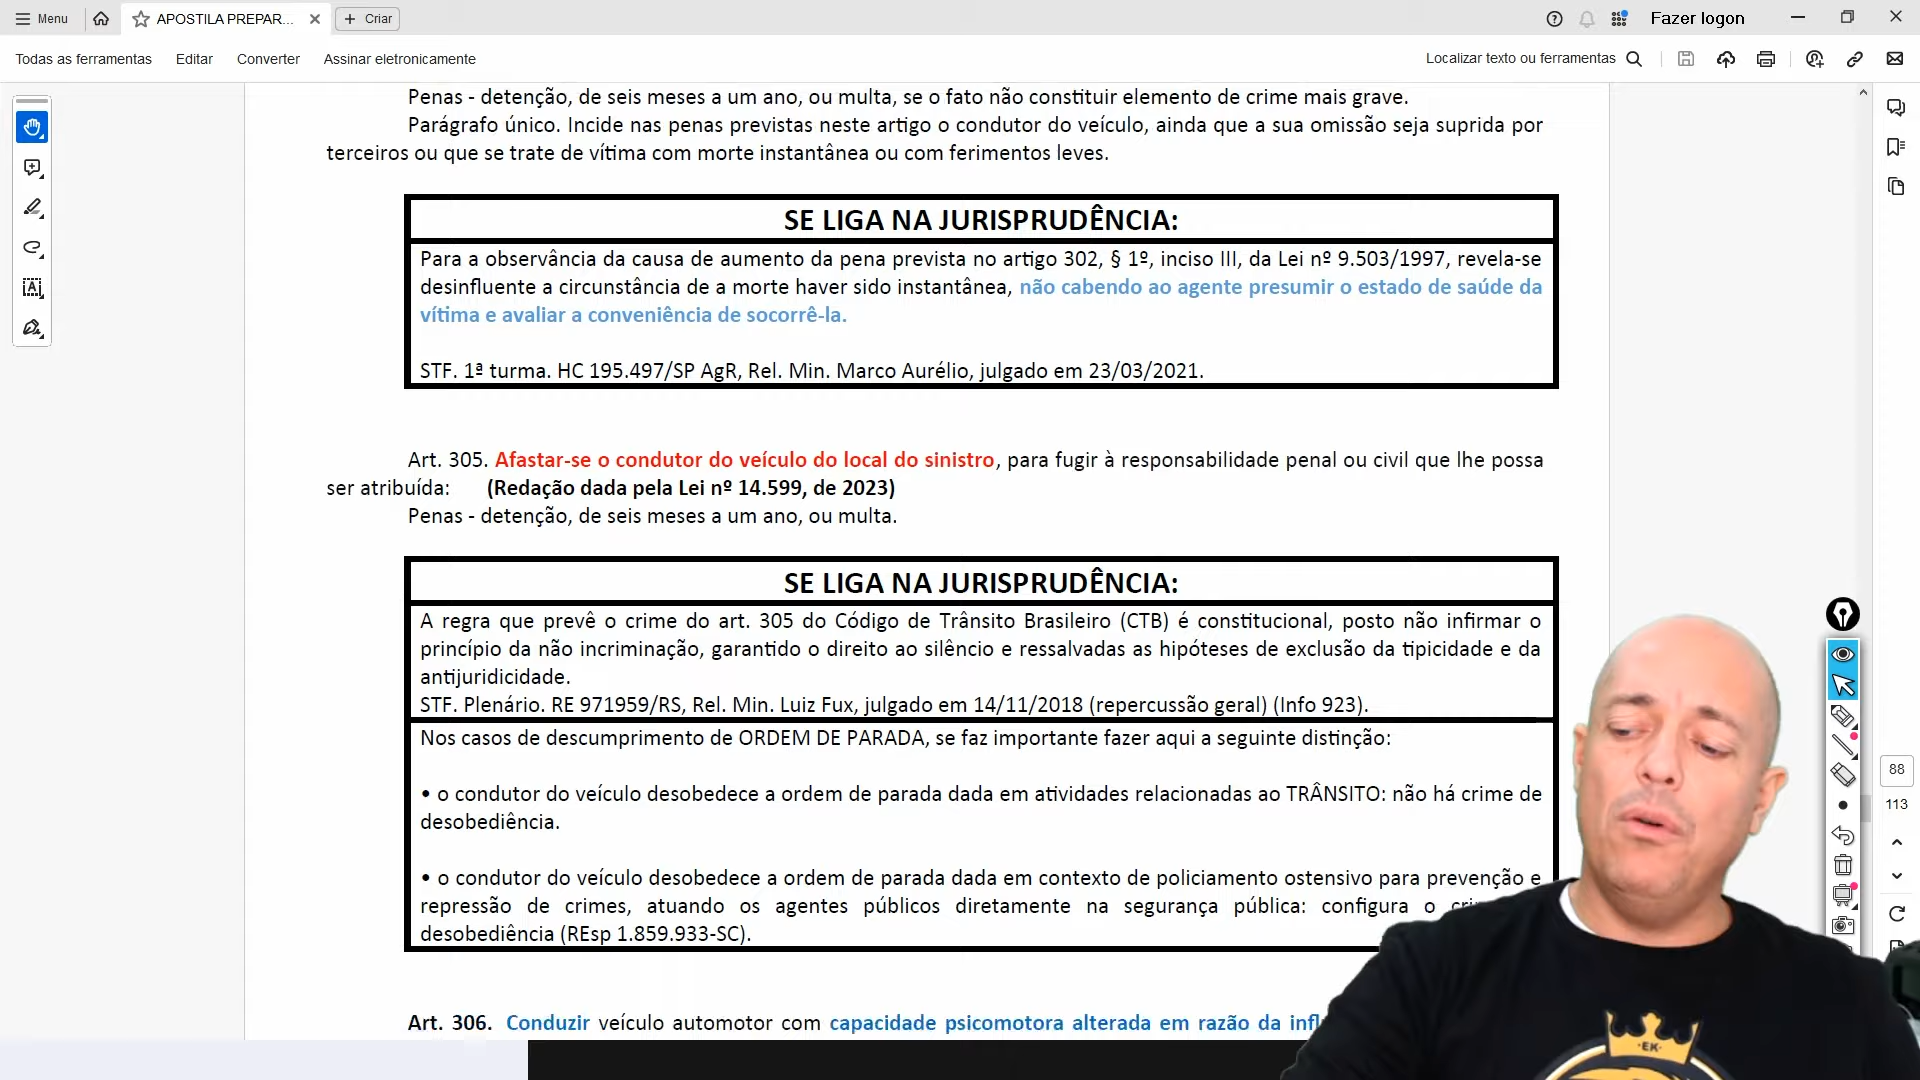 Menu
APOSTILA PREPAR...
Criar
Fazer logon
Todas as ferramentas
Editar
Converter
Assinar eletronicamente
Localizar texto ou ferramentas
Penas - detenção, de seis meses a um ano, ou multa, se o fato não constituir elemento de crime mais grave.
Parágrafo único. Incide nas penas previstas neste artigo o condutor do veículo, ainda que a sua omissão seja suprida por
terceiros ou que se trate de vítima com morte instantânea ou com ferimentos leves.
SE LIGA NA JURISPRUDÊNCIA:
Para a observância da causa de aumento da pena prevista no artigo 302, § 1º, inciso III, da Lei nº 9.503/1997, revela-se
desinfluente a circunstância de a morte haver sido instantânea, não cabendo ao agente presumir o estado de saúde da
vítima e avaliar a conveniência de socorrê-la.
STF. 1ª turma. HC 195.497/SP AgR, Rel. Min. Marco Aurélio, julgado em 23/03/2021.
Art. 305. Afastar-se o condutor do veículo do local do sinistro, para fugir à responsabilidade penal ou civil que lhe possa
ser atribuída: (Redação dada pela Lei nº 14.599, de 2023)
Penas - detenção, de seis meses a um ano, ou multa.
SE LIGA NA JURISPRUDÊNCIA:
A regra que prevê o crime do art. 305 do Código de Trânsito Brasileiro (CTB) é constitucional, posto não infirmar o
princípio da não incriminação, garantido o direito ao silêncio e ressalvadas as hipóteses de exclusão da tipicidade e da
antijuridicidade.
STF. Plenário. RE 971959/RS, Rel. Min. Luiz Fux, julgado em 14/11/2018 (repercussão geral) (Info 923).
Nos casos de descumprimento de ORDEM DE PARADA, se faz importante fazer aqui a seguinte distinção:
• o condutor do veículo desobedece a ordem de parada dada em atividades relacionadas ao TRÂNSITO: não há crime de
desobediência.
• o condutor do veículo desobedece a ordem de parada dada em contexto de policiamento ostensivo para prevenção e
repressão de crimes, atuando os agentes públicos diretamente na segurança pública: configura o
desobediência (REsp 1.859.933-SC).
Art. 306. Conduzir veículo automotor com capacidade psicomotora alterada em razão da
88
113
EK